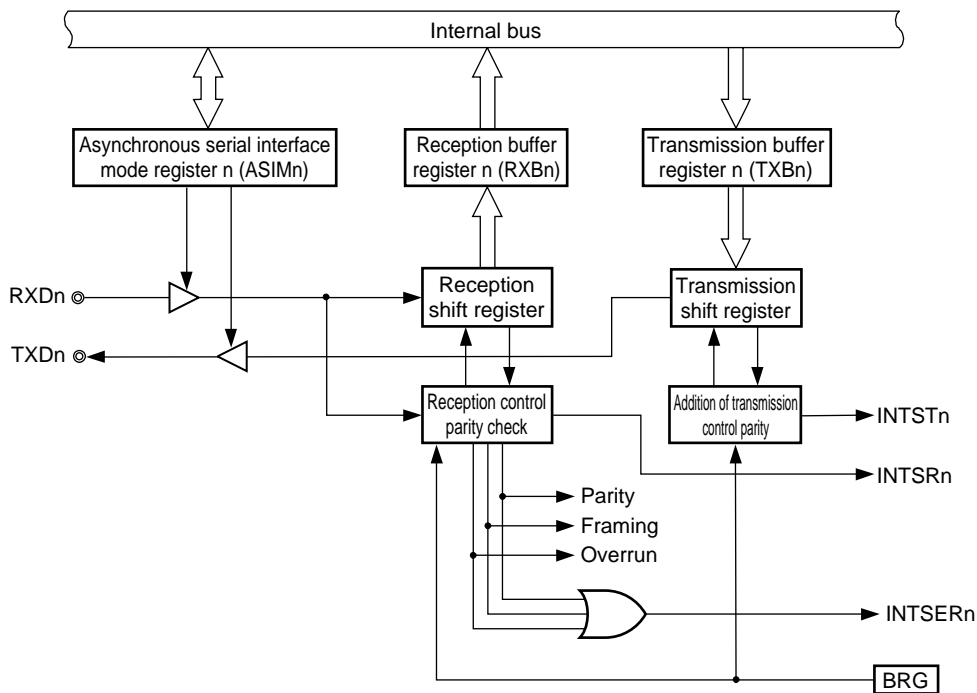 Internal bus
Asynchronous serial interface
mode register n (ASIMn)
Reception buffer
register n (RXBn)
Transmission buffer
register n (TXBn)
RXDn
Reception
shift register
Transmission
shift register
TXDn
Reception control
parity check
Addition of transmission
control parity
INTSTn
INTSRn
Parity
Framing
Overrun
INTSERn
BRG